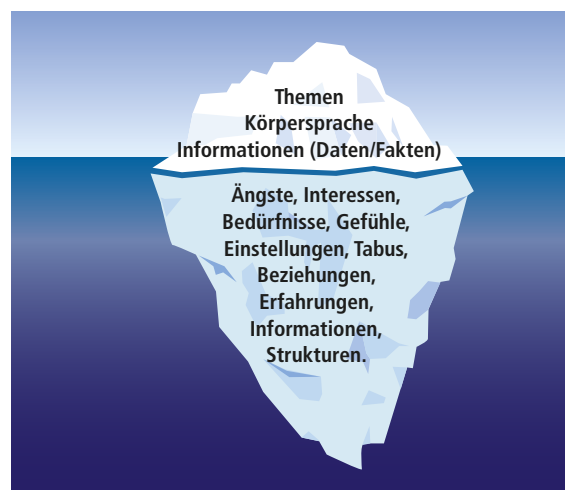 Themen
Körpersprache
Informationen (Daten/Fakten)
Ängste, Interessen,
Bedürfnisse, Gefühle,
Einstellungen, Tabus,
Beziehungen,
Erfahrungen,
Informationen,
Strukturen.